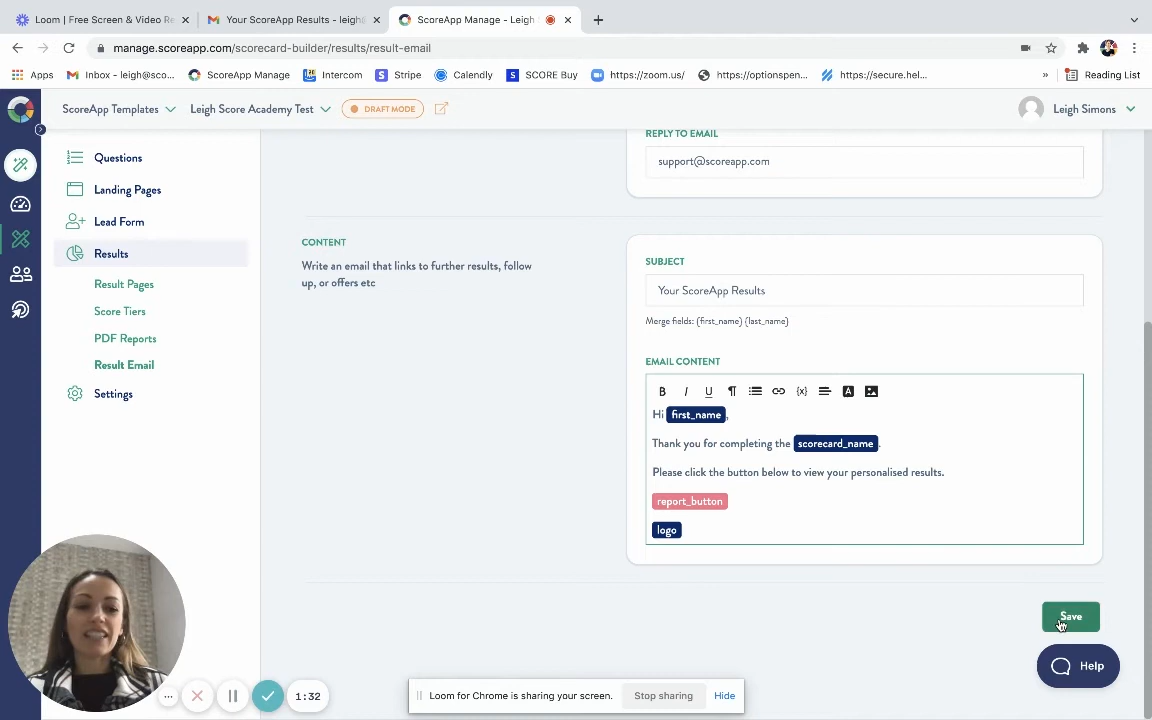 Loom | Free Screen & Video Re
Your ScoreApp Results - leigh@
ScoreApp Manage - Leigh S
manage.scoreapp.com/scorecard-builder/results/result-email
Apps
Inbox - leigh@sco...
ScoreApp Manage
Intercom
Stripe
Calendly
SCORE Buy
https://zoom.us/
https://optionspen...
https://secure.hel...
»
Reading List
ScoreApp Templates
Leigh Score Academy Test
DRAFT MODE
Leigh Simons
Questions
Landing Pages
Lead Form
Results
Result Pages
Score Tiers
PDF Reports
Result Email
Settings
REPLY TO EMAIL
support@scoreapp.com
CONTENT
Write an email that links to further results, follow
up, or offers etc
SUBJECT
Your ScoreApp Results
Merge fields: {first_name} {last_name}
EMAIL CONTENT
B I U ¶ {x} A
Hi first_name,
Thank you for completing the scorecard_name.
Please click the button below to view your personalised results.
report_button
logo
Save
Help
1:32
Loom for Chrome is sharing your screen.
Stop sharing
Hide